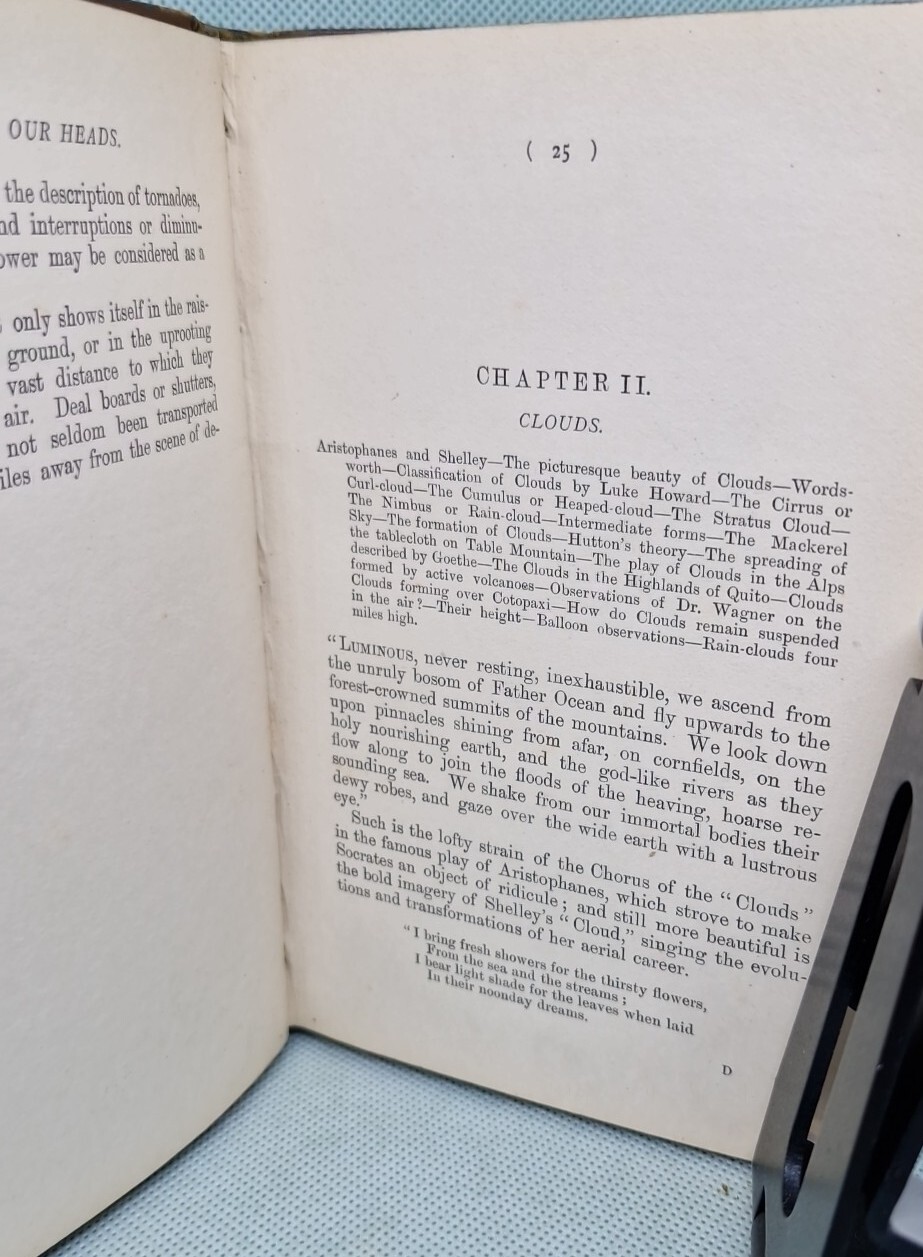 OUR HEADS.
the description of tornadoes,
interruptions or diminu-
may be considered as a
only shows itself in the rais-
ground, or in the uprooting
vast distance to which they
air. Deal boards or shutters,
not seldom been transported
away from the scene of de-
( 25 )
CHAPTER II.
CLOUDS.
Aristophanes and Shelley—The picturesque beauty of Clouds—Words-
worth—Classification of Clouds by Luke Howard—The Cirrus or
Curl-cloud—The Cumulus or Heaped-cloud—The Stratus Cloud—
The Nimbus or Rain-cloud—Intermediate forms—The Mackerel
Sky—The formation of Clouds—Hutton's theory—The spreading of
the tablecloth on Table Mountain—The play of Clouds in the Alps
described by Goethe—The Clouds in the Highlands of Quito—Clouds
formed by active volcanoes—Observations of Dr. Wagner on the
Clouds forming over Cotopaxi—How do Clouds remain suspended
in the air?—Their height—Balloon observations—Rain-clouds four
miles high.
"LUMINOUS, never resting, inexhaustible, we ascend from
the unruly bosom of Father Ocean and fly upwards to the
forest-crowned summits of the mountains. We look down
upon pinnacles shining from afar, on cornfields, on the
holy nourishing earth, and the god-like rivers as they
flow along to join the floods of the heaving, hoarse re-
sounding sea. We shake from our immortal bodies their
dewy robes, and gaze over the wide earth with a lustrous
eye."
Such is the lofty strain of the Chorus of the "Clouds"
in the famous play of Aristophanes, which strove to make
Socrates an object of ridicule; and still more beautiful is
the bold imagery of Shelley's "Cloud," singing the evolu-
tions and transformations of her aerial career.
"I bring fresh showers for the thirsty flowers,
From the sea and the streams;
I bear light shade for the leaves when laid
In their noonday dreams.
D